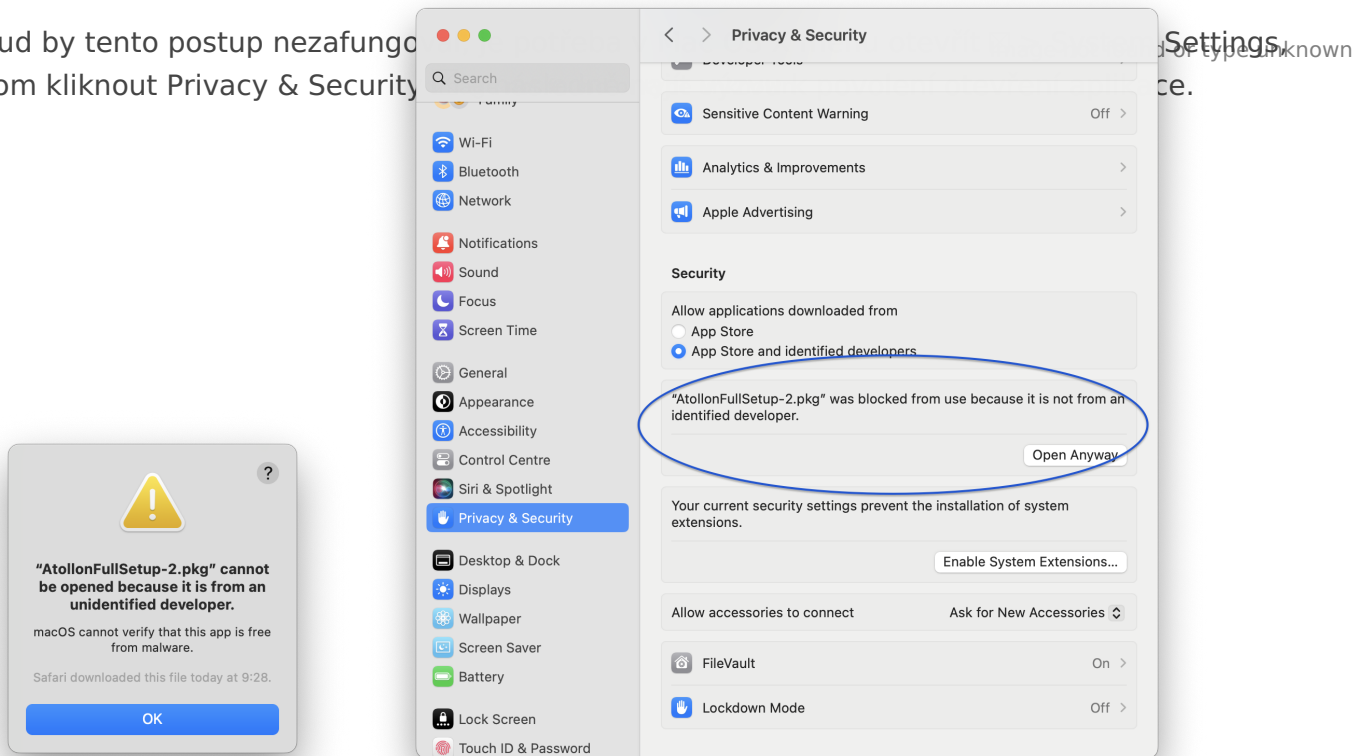 ud by tento postup nezafungo
Settings,
om kliknout Privacy & Security
ce.
d or type unknown
Privacy & Security
Search
Family
Wi-Fi
Bluetooth
Network
Notifications
Sound
Focus
Screen Time
General
Appearance
Accessibility
Control Centre
Siri & Spotlight
Privacy & Security
Desktop & Dock
Displays
Wallpaper
Screen Saver
Battery
Lock Screen
Touch ID & Password
Developer Tools
Sensitive Content Warning
Off
Analytics & Improvements
Apple Advertising
Security
Allow applications downloaded from
App Store
App Store and identified developers
“AtollonFullSetup-2.pkg” was blocked from use because it is not from an
identified developer.
Open Anyway
Your current security settings prevent the installation of system
extensions.
Enable System Extensions...
Allow accessories to connect
Ask for New Accessories
FileVault
On
Lockdown Mode
Off
?
“AtollonFullSetup-2.pkg” cannot
be opened because it is from an
unidentified developer.
macOS cannot verify that this app is free
from malware.
Safari downloaded this file today at 9:28.
OK